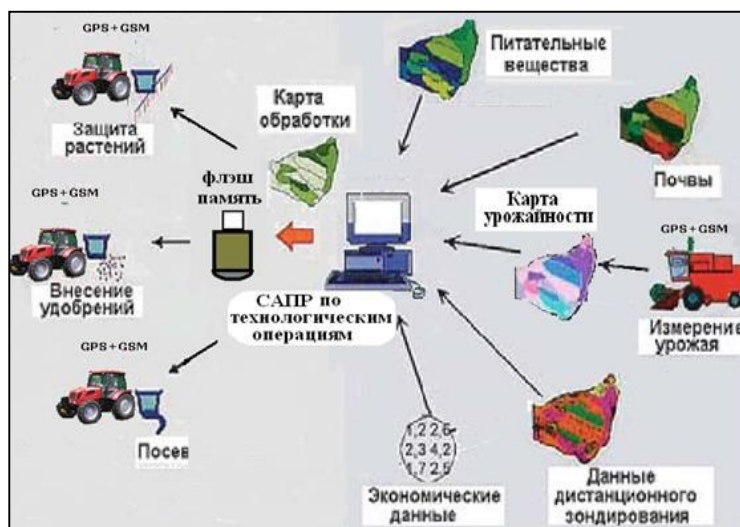 GPS+GSM
Защита
растений
GPS+GSM
Внесение
удобрений
GPS+GSM
Посев
Карта
обработки
флэш
память
САПР по
технологическим
операциям
Питательные
вещества
Почвы
Карта
урожайности
GPS+GSM
Измерение
урожая
Данные
дистанционного
зондирования
1,2 2,6
2,3 4,2
1,7 2,5
Экономические
данные